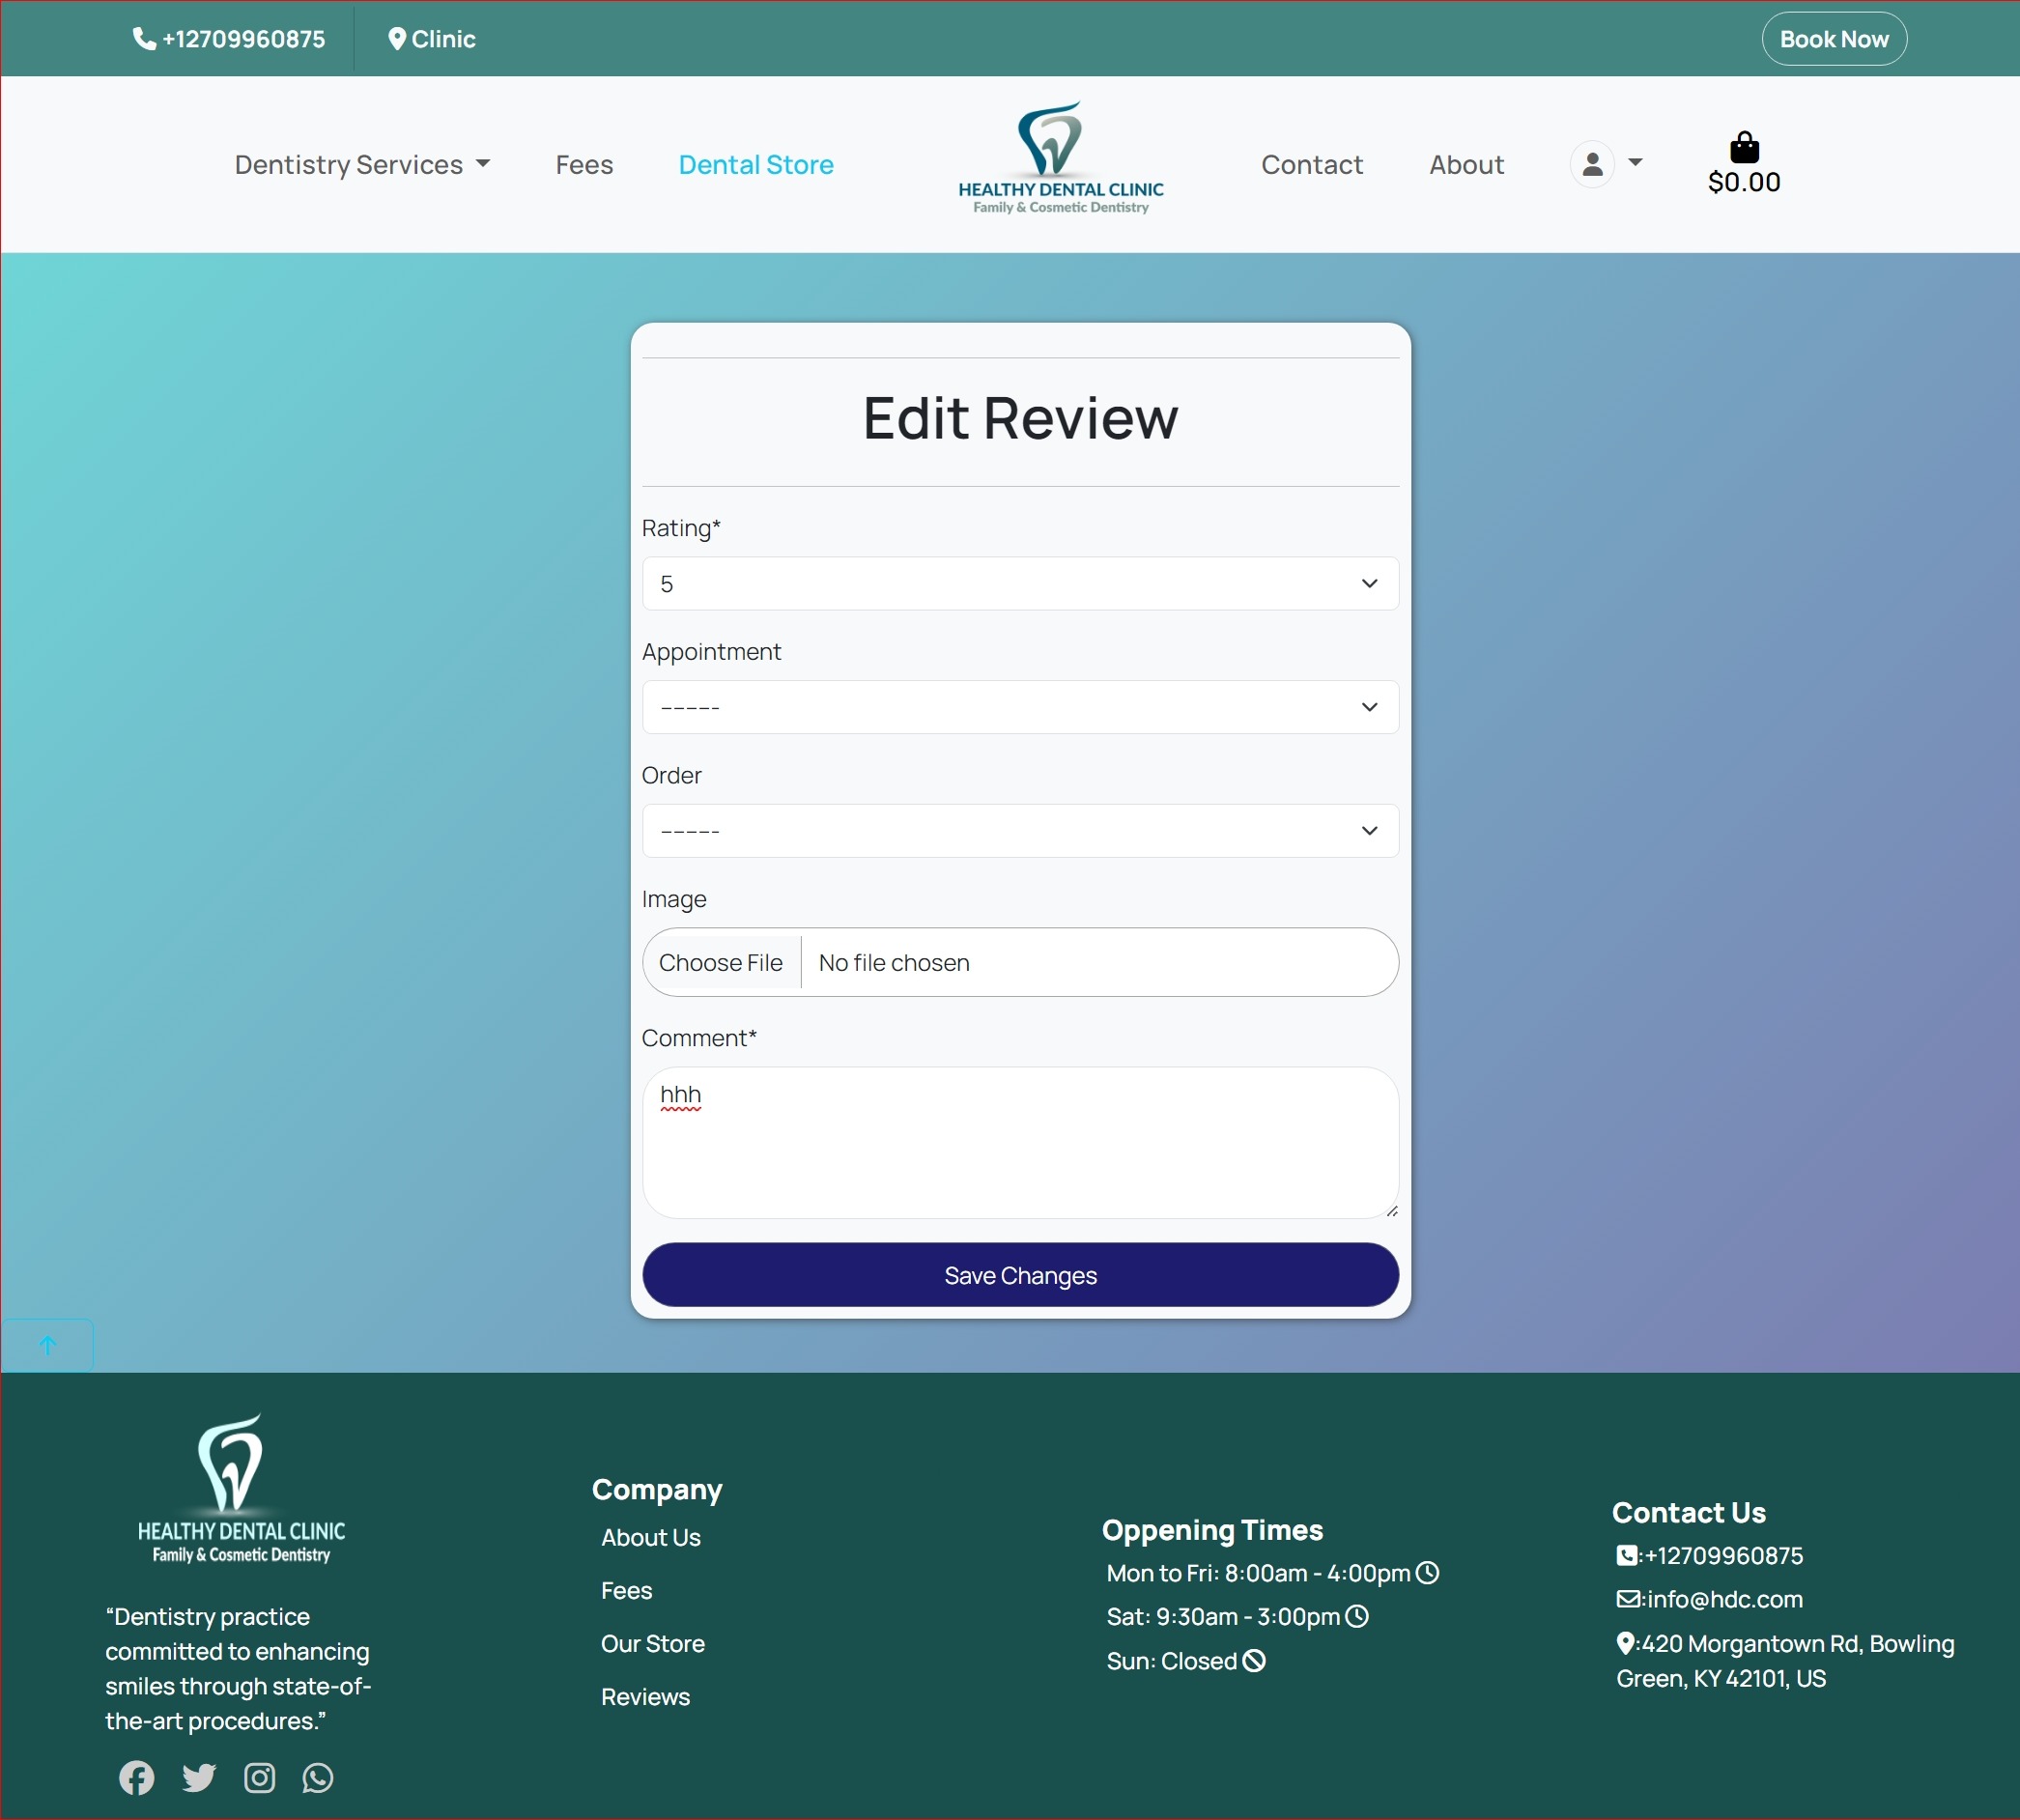 +12709960875
Clinic
Book Now
Dentistry Services
Fees
Dental Store
HEALTHY DENTAL CLINIC
Family & Cosmetic Dentistry
Contact
About
$0.00
Edit Review
Rating*
5
Appointment
---------
Order
---------
Image
Choose File
No file chosen
Comment*
hhh
Save Changes
HEALTHY DENTAL CLINIC
Family & Cosmetic Dentistry
“Dentistry practice
committed to enhancing
smiles through state-of-
the-art procedures.”
Company
About Us
Fees
Our Store
Reviews
Oppening Times
Mon to Fri: 8:00am - 4:00pm
Sat: 9:30am - 3:00pm
Sun: Closed
Contact Us
:+12709960875
:info@hdc.com
:420 Morgantown Rd, Bowling
Green, KY 42101, US